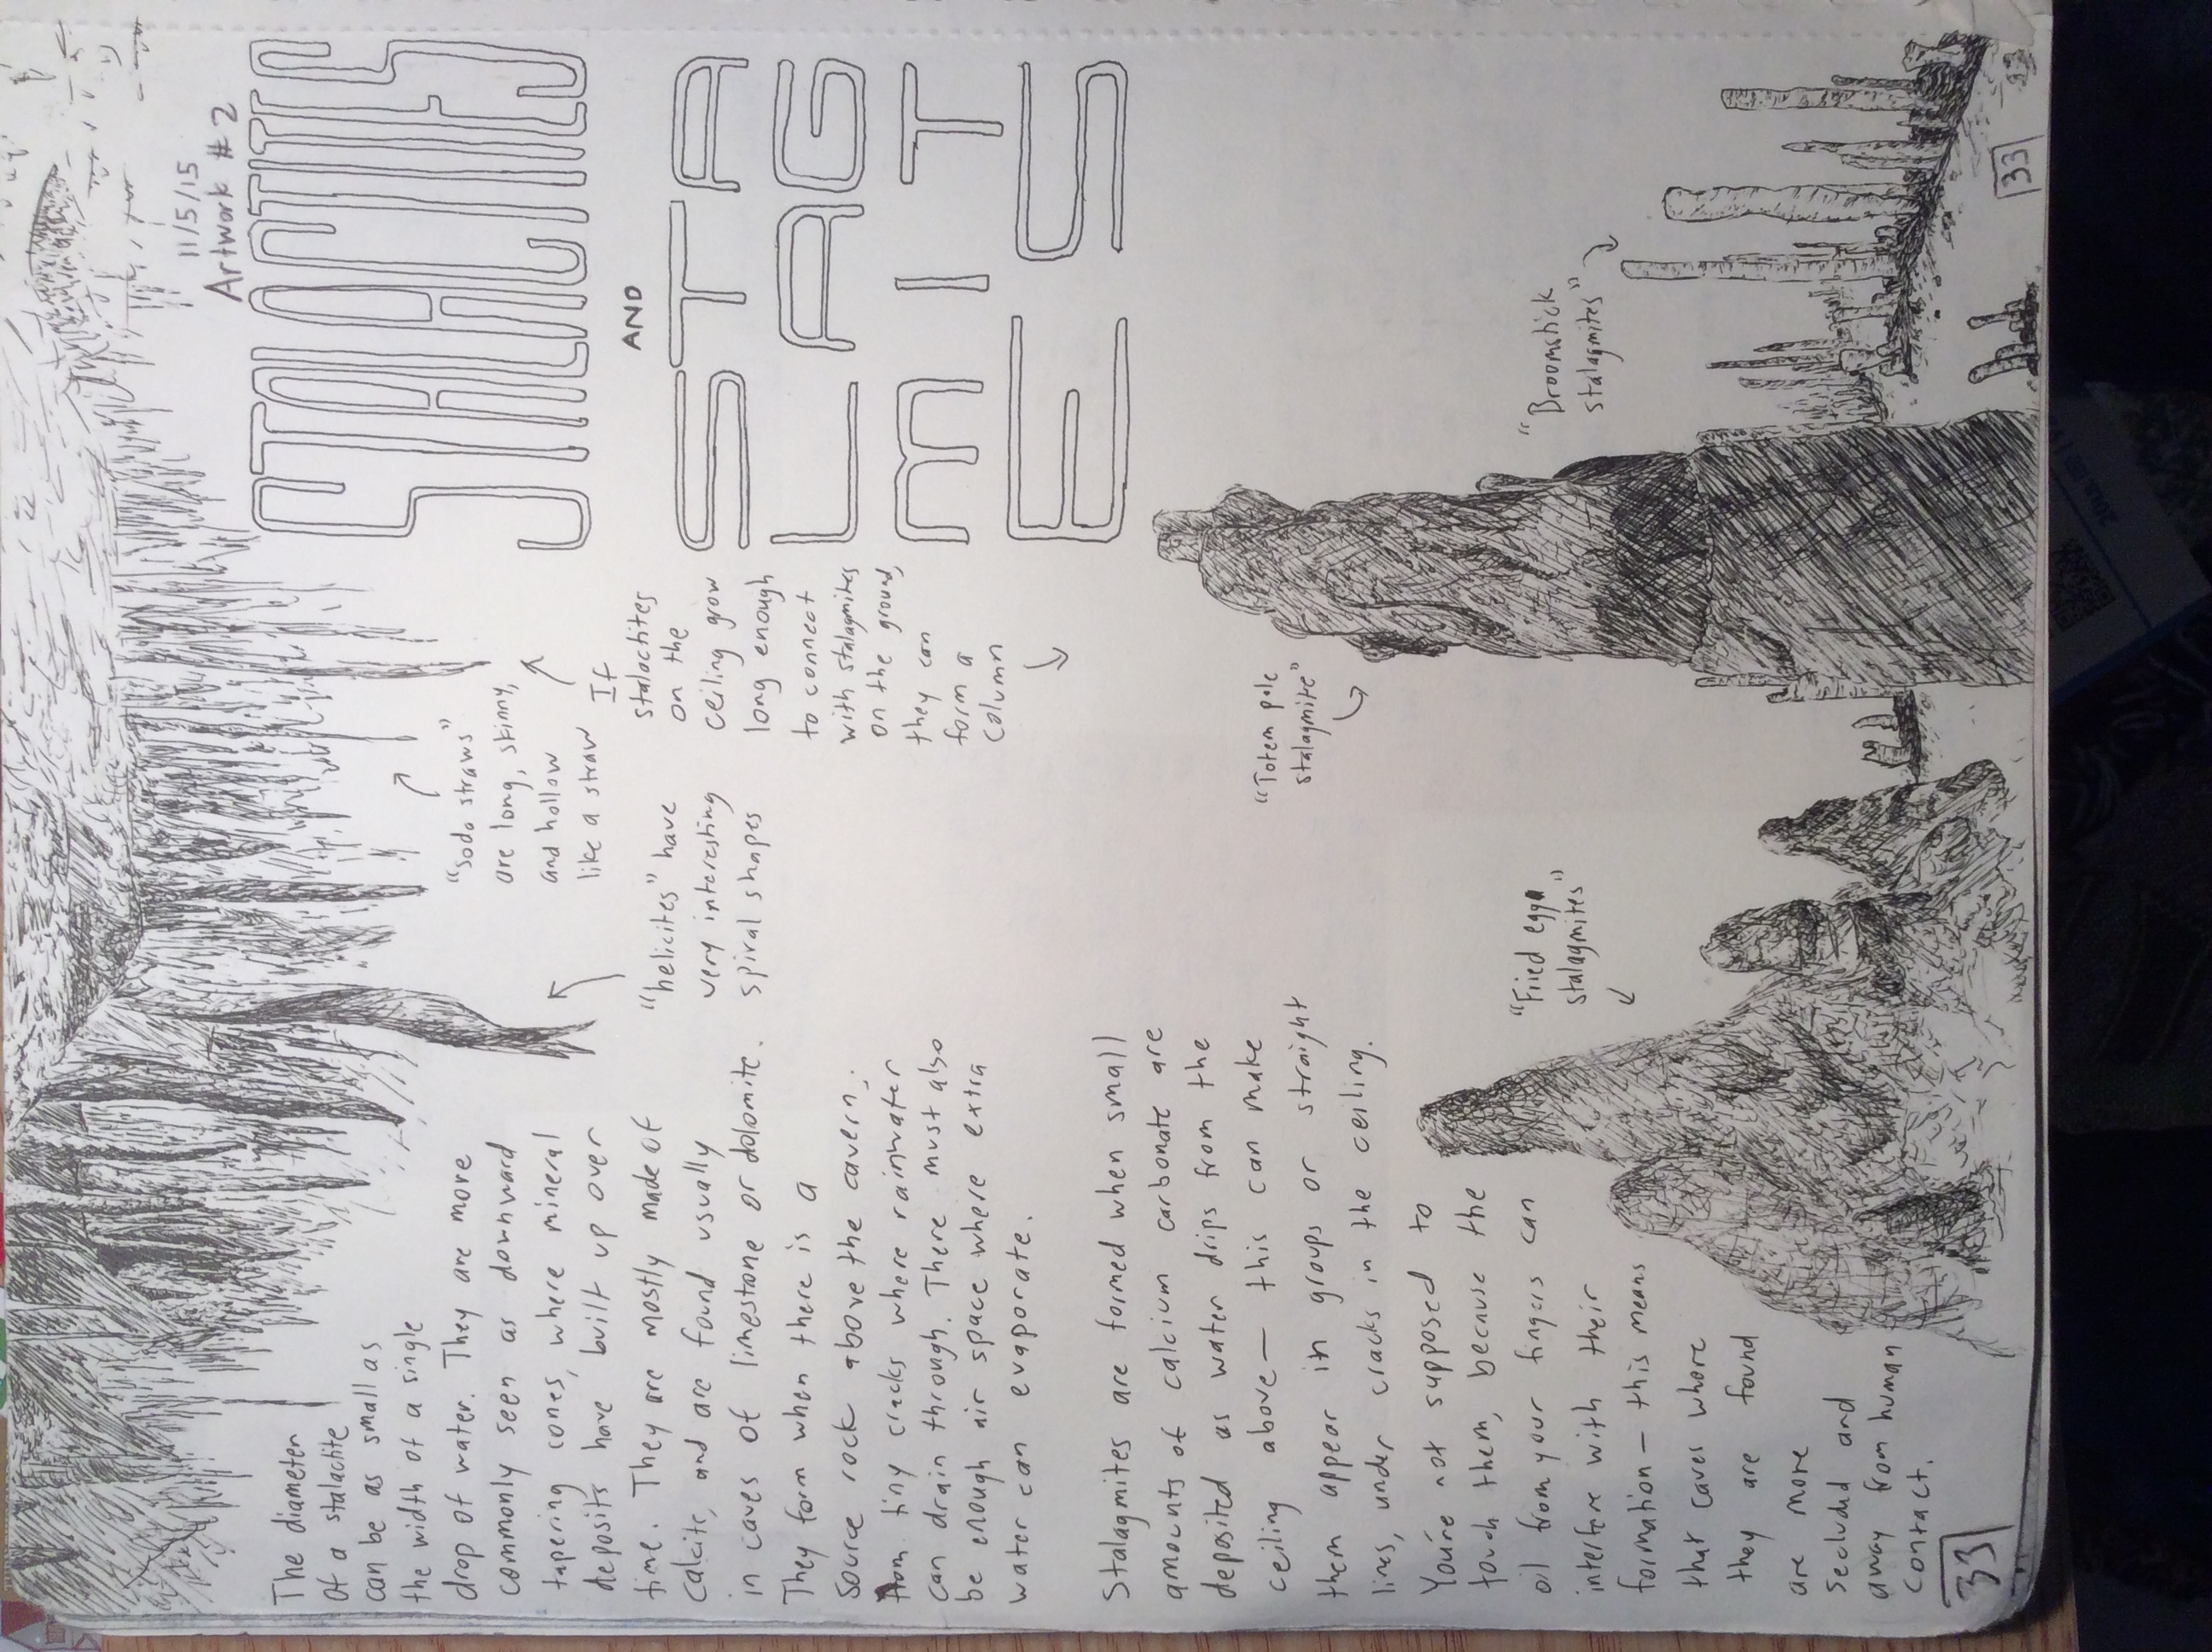 11/5/15
Artwork #2
STALACTITES
AND
STA
LAG
MIT
ES
The diameter
of a stalactite
can be as small as
the width of a single
drop of water. They are more
commonly seen as downward
tapering cones, where mineral
deposits have built up over
time. They are mostly made of
calcite, and are found usually
in caves of limestone or dolomite.
They form when there is a
source rock above the cavern,
from tiny cracks where rainwater
can drain through. There must also
be enough air space where extra
water can evaporate.
"soda straws"
are long, skinny,
and hollow
like a straw
"helicites" have
very interesting
spiral shapes
If
stalactites
on the
ceiling grow
long enough
to connect
with stalagmites
on the ground,
they can
form a
column
Stalagmites are formed when small
amounts of calcium carbonate are
deposited as water drips from the
ceiling above — this can make
them appear in groups or straight
lines, under cracks in the ceiling.
You're not supposed to
touch them, because the
oil from your fingers can
interfere with their
formation — this means
that caves where
they are found
are more
secluded and
away from human
contact.
"Totem pole
stalagmite"
"Broomstick
stalagmites"
"Fried egg
stalagmites"
33
33